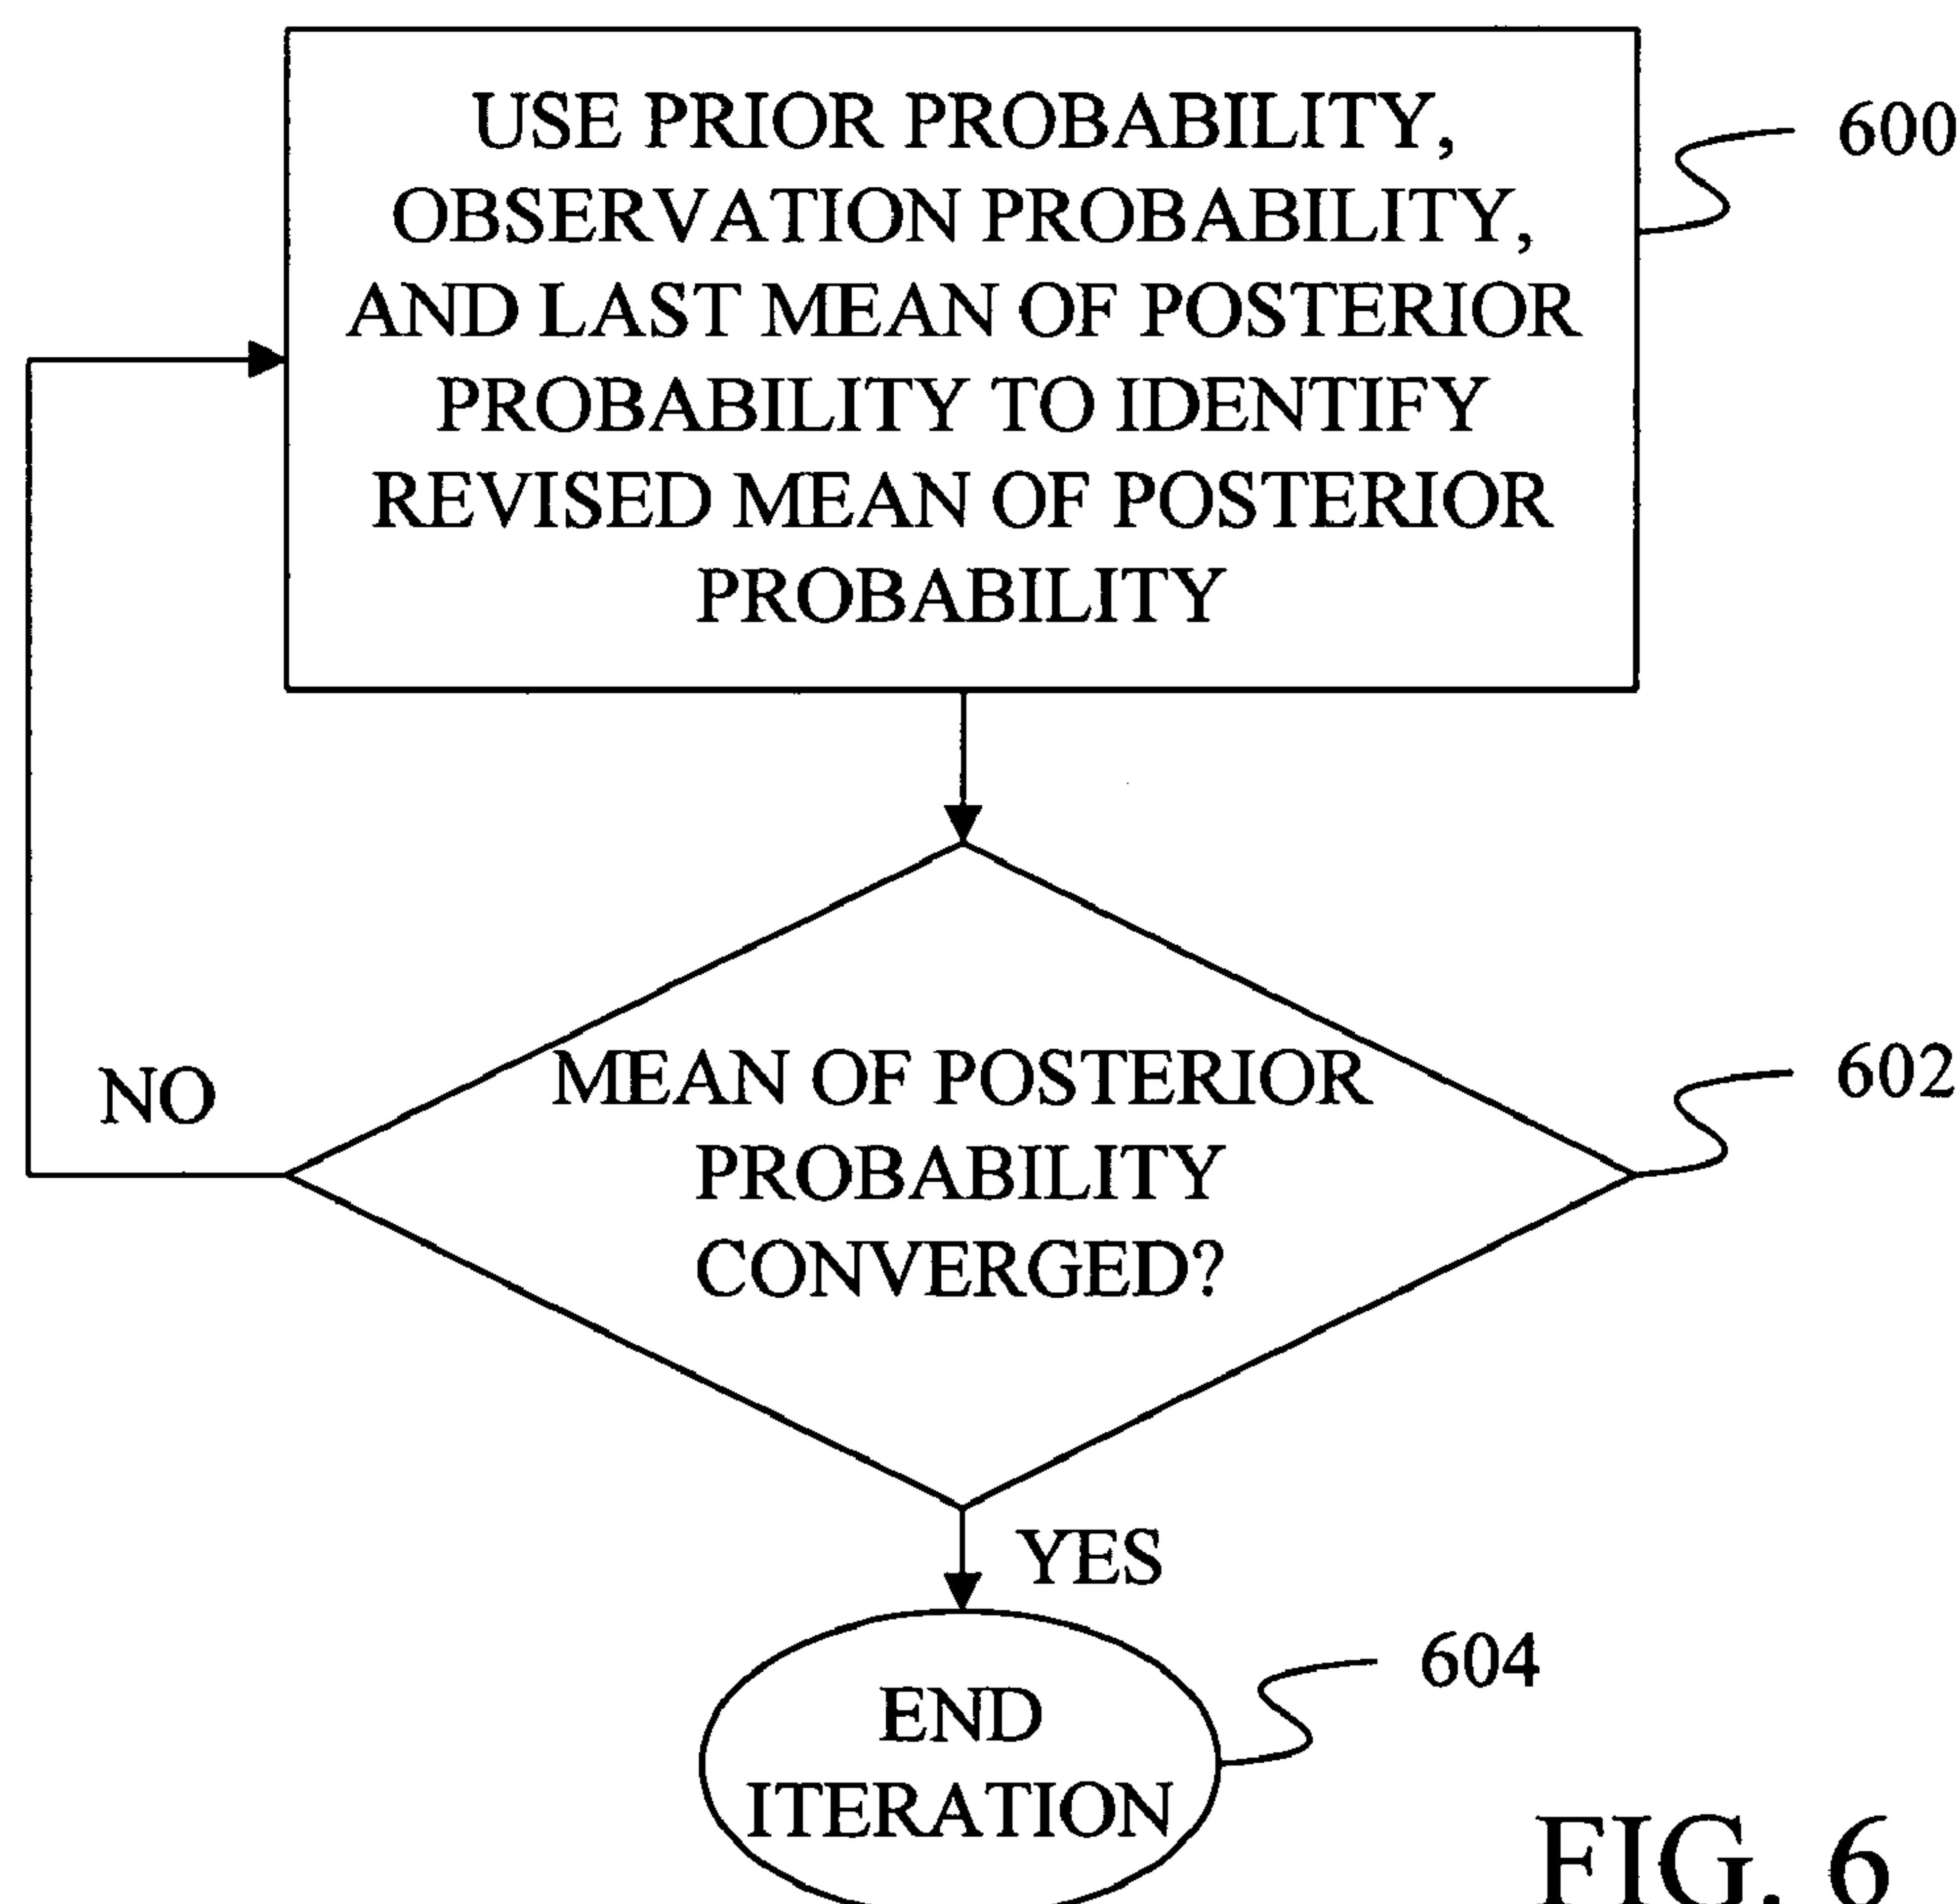 USE PRIOR PROBABILITY,
OBSERVATION PROBABILITY,
AND LAST MEAN OF POSTERIOR
PROBABILITY TO IDENTIFY
REVISED MEAN OF POSTERIOR
PROBABILITY
600
MEAN OF POSTERIOR
PROBABILITY
CONVERGED?
602
NO
YES
END
ITERATION
604
FIG. 6